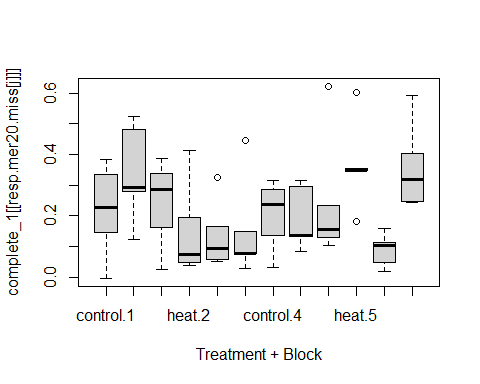 complete_1[[resp.mer20.miss[j]]]
0.6
0.4
0.2
0.0
control.1 heat.2 control.4 heat.5
Treatment + Block